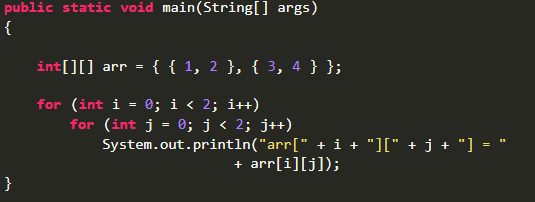 public static void main(String[] args)
{
int[][] arr = { { 1, 2 }, { 3, 4 } };
for (int i = 0; i < 2; i++)
for (int j = 0; j < 2; j++)
System.out.println("arr[" + i + "][" + j + "] = "
+ arr[i][j]);
}